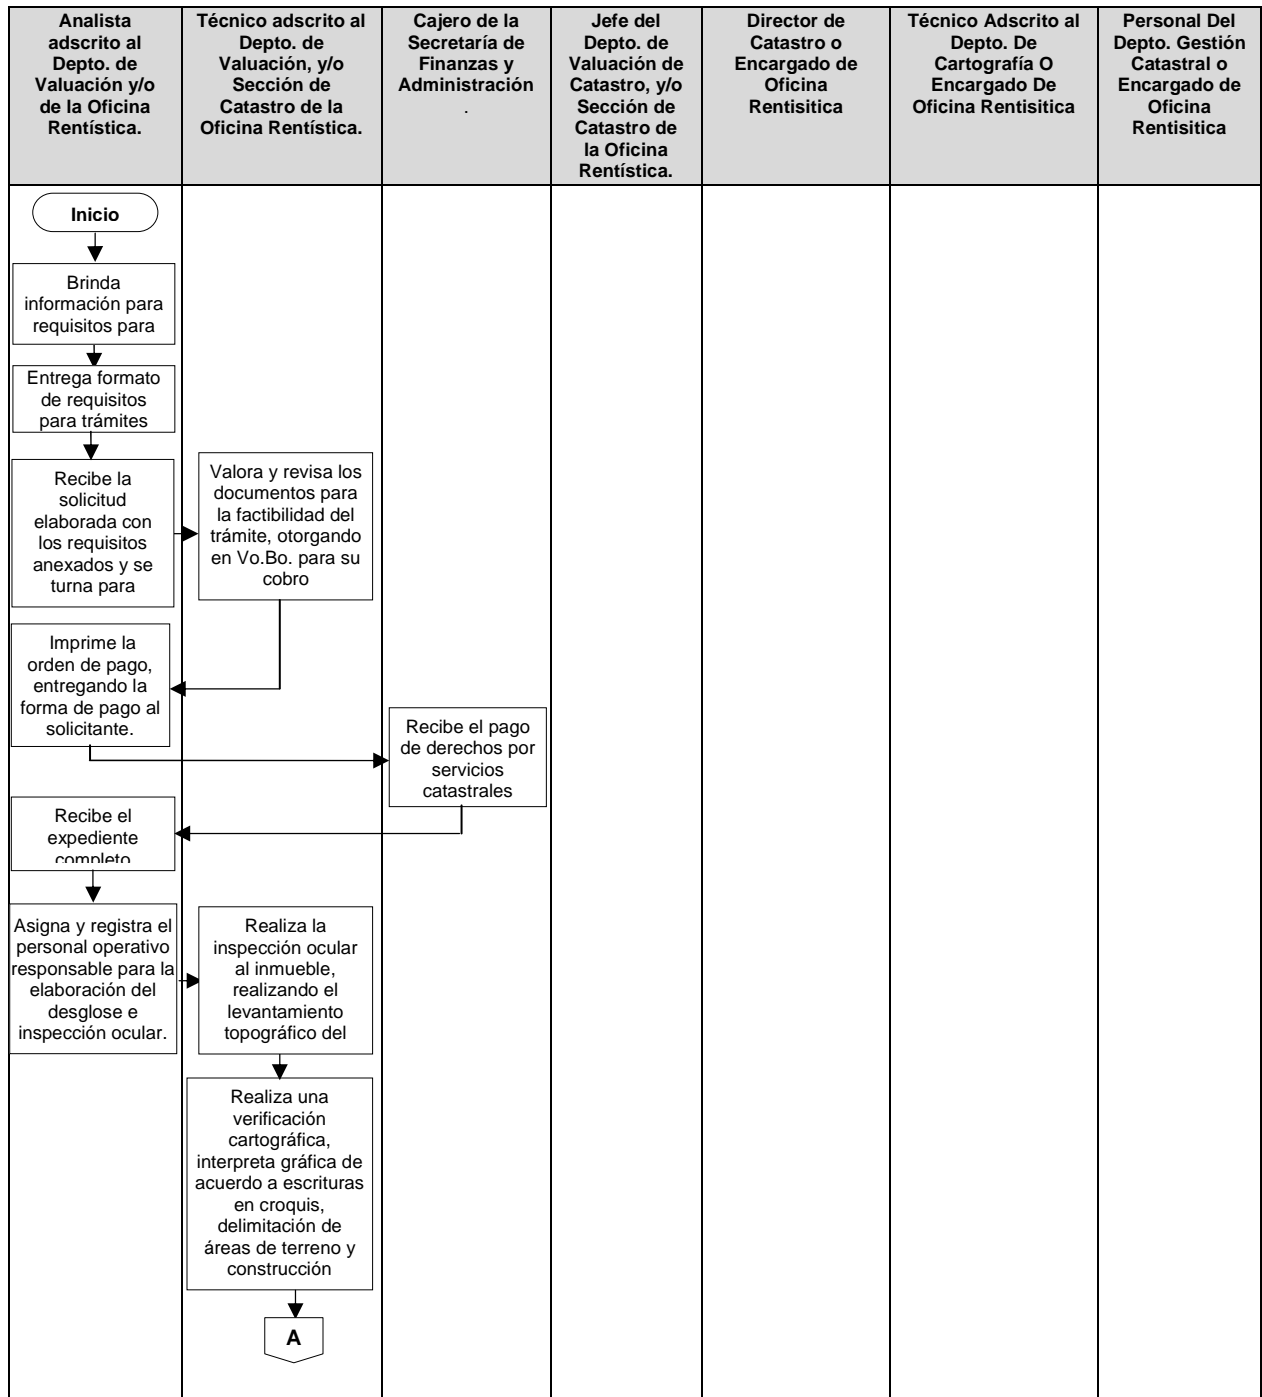 Analista
adscrito al
Depto. de
Valuación y/o
de la Oficina
Rentística.
Técnico adscrito al
Depto. de
Valuación, y/o
Sección de
Catastro de la
Oficina Rentística.
Cajero de la
Secretaría de
Finanzas y
Administración
.
Jefe del
Depto. de
Valuación de
Catastro, y/o
Sección de
Catastro de
la Oficina
Rentística.
Director de
Catastro o
Encargado de
Oficina
Rentisitica
Técnico Adscrito al
Depto. De
Cartografía O
Encargado De
Oficina Rentisitica
Personal Del
Depto. Gestión
Catastral o
Encargado de
Oficina
Rentisitica
Inicio
Brinda
información para
requisitos para
Entrega formato
de requisitos
para trámites
Recibe la
solicitud
elaborada con
los requisitos
anexados y se
turna para
Valora y revisa los
documentos para
la factibilidad del
trámite, otorgando
en Vo.Bo. para su
cobro
Imprime la
orden de pago,
entregando la
forma de pago al
solicitante.
Recibe el pago
de derechos por
servicios
catastrales
Recibe el
expediente
completo
Asigna y registra el
personal operativo
responsable para la
elaboración del
desglose e
inspección ocular.
Realiza la
inspección ocular
al inmueble,
realizando el
levantamiento
topográfico del
Realiza una
verificación
cartográfica,
interpreta gráfica de
acuerdo a escrituras
en croquis,
delimitación de
áreas de terreno y
construcción
A